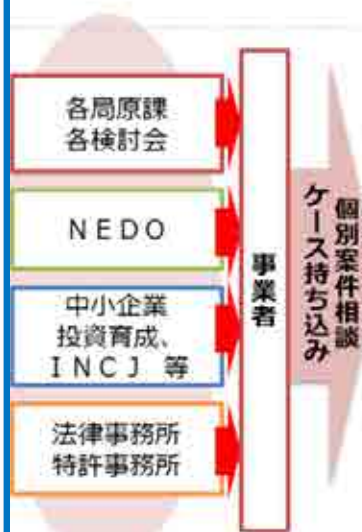 各局原課
各検討会
ＮＥＤＯ
中小企業
投資育成、
ＩＮＣＪ 等
法律事務所
特許事務所
事業者
個別案件相談
ケース持ち込み